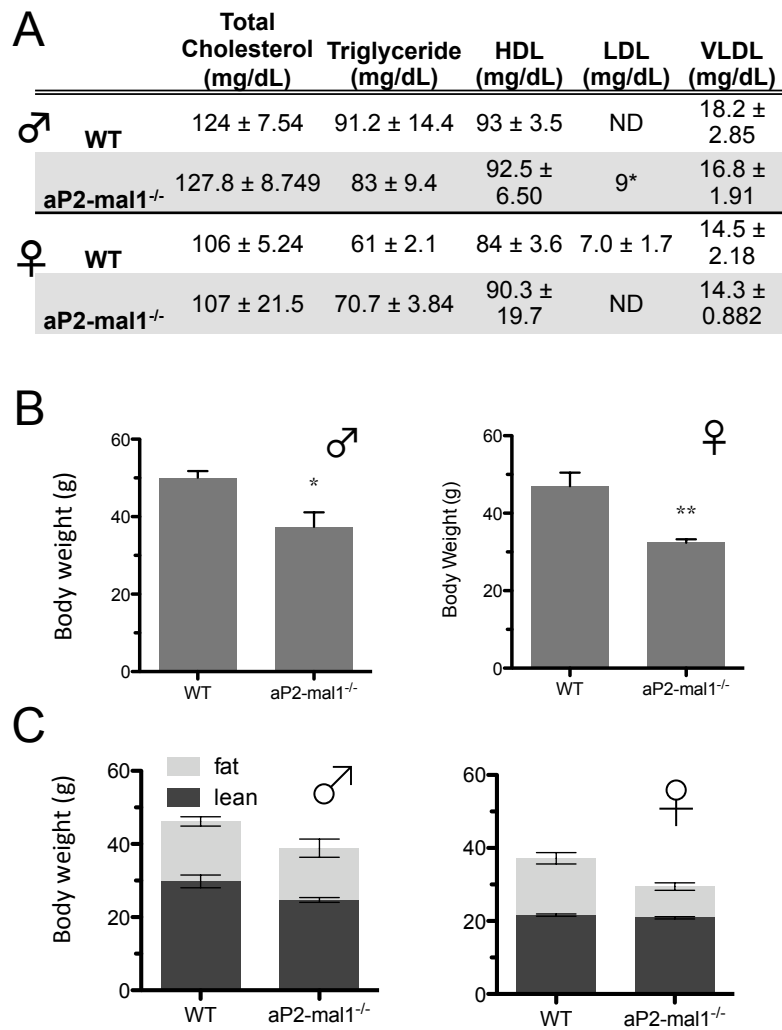 A
Total Cholesterol (mg/dL) Triglyceride (mg/dL) HDL (mg/dL) LDL (mg/dL) VLDL (mg/dL)
♂ WT 124 ± 7.54 91.2 ± 14.4 93 ± 3.5 ND 18.2 ± 2.85
aP2-mal1-/- 127.8 ± 8.749 83 ± 9.4 92.5 ± 6.50 9* 16.8 ± 1.91
♀ WT 106 ± 5.24 61 ± 2.1 84 ± 3.6 7.0 ± 1.7 14.5 ± 2.18
aP2-mal1-/- 107 ± 21.5 70.7 ± 3.84 90.3 ± 19.7 ND 14.3 ± 0.882
B
Body weight (g)
60
40
20
0
♂
*
WT aP2-mal1-/-
Body Weight (g)
60
40
20
0
♀
**
WT aP2-mal1-/-
C
Body weight (g)
60
40
20
0
fat
lean
♂
WT aP2-mal1-/-
60
40
20
0
♀
WT aP2-mal1-/-